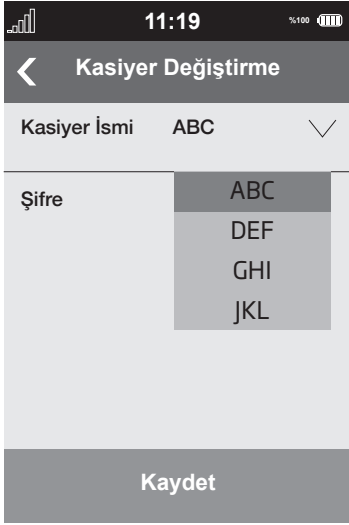 11:19 %100
Kasiyer Değiştirme
Kasiyer İsmi ABC
Şifre
ABC
DEF
GHI
JKL
Kaydet